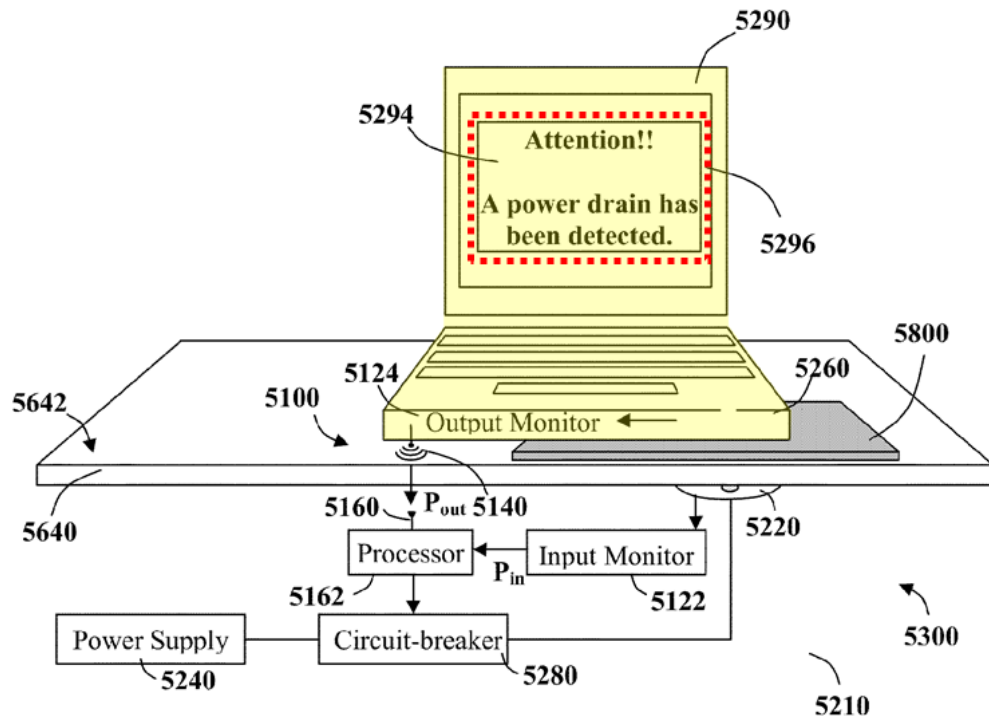 5290
5294
Attention!!
A power drain has
been detected.
5296
5800
5124
5260
5642
5100
Output Monitor
5160
Pout
5140
5220
5640
Processor
Pin
Input Monitor
5162
5122
5300
Power Supply
Circuit-breaker
5240
5280
5210